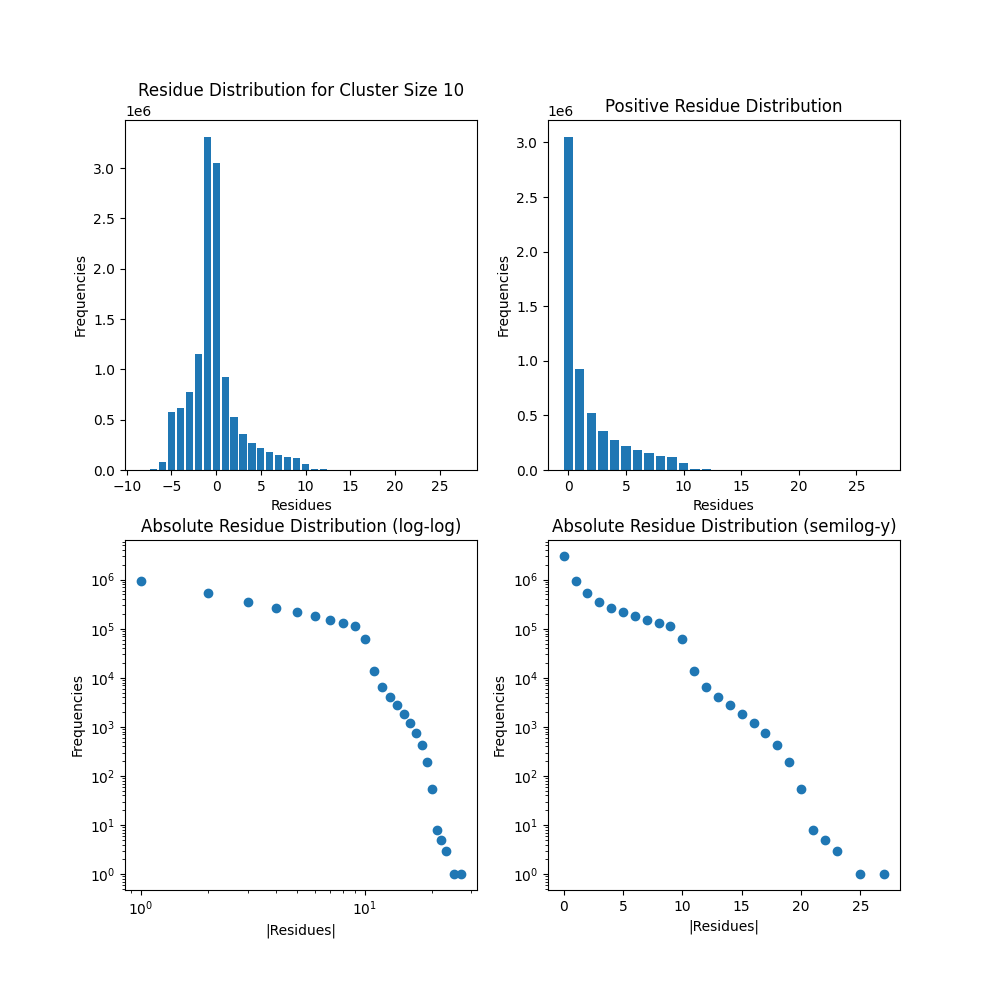 Residue Distribution for Cluster Size 10
1e6
Frequencies
3.0
2.5
2.0
1.5
1.0
0.5
0.0
−10 −5 0 5 10 15 20 25
Residues
Positive Residue Distribution
1e6
Frequencies
3.0
2.5
2.0
1.5
1.0
0.5
0.0
0 5 10 15 20 25
Residues
Absolute Residue Distribution (log-log)
Frequencies
10⁶
10⁵
10⁴
10³
10²
10¹
10⁰
10⁰ 10¹
|Residues|
Absolute Residue Distribution (semilog-y)
Frequencies
10⁶
10⁵
10⁴
10³
10²
10¹
10⁰
0 5 10 15 20 25
|Residues|